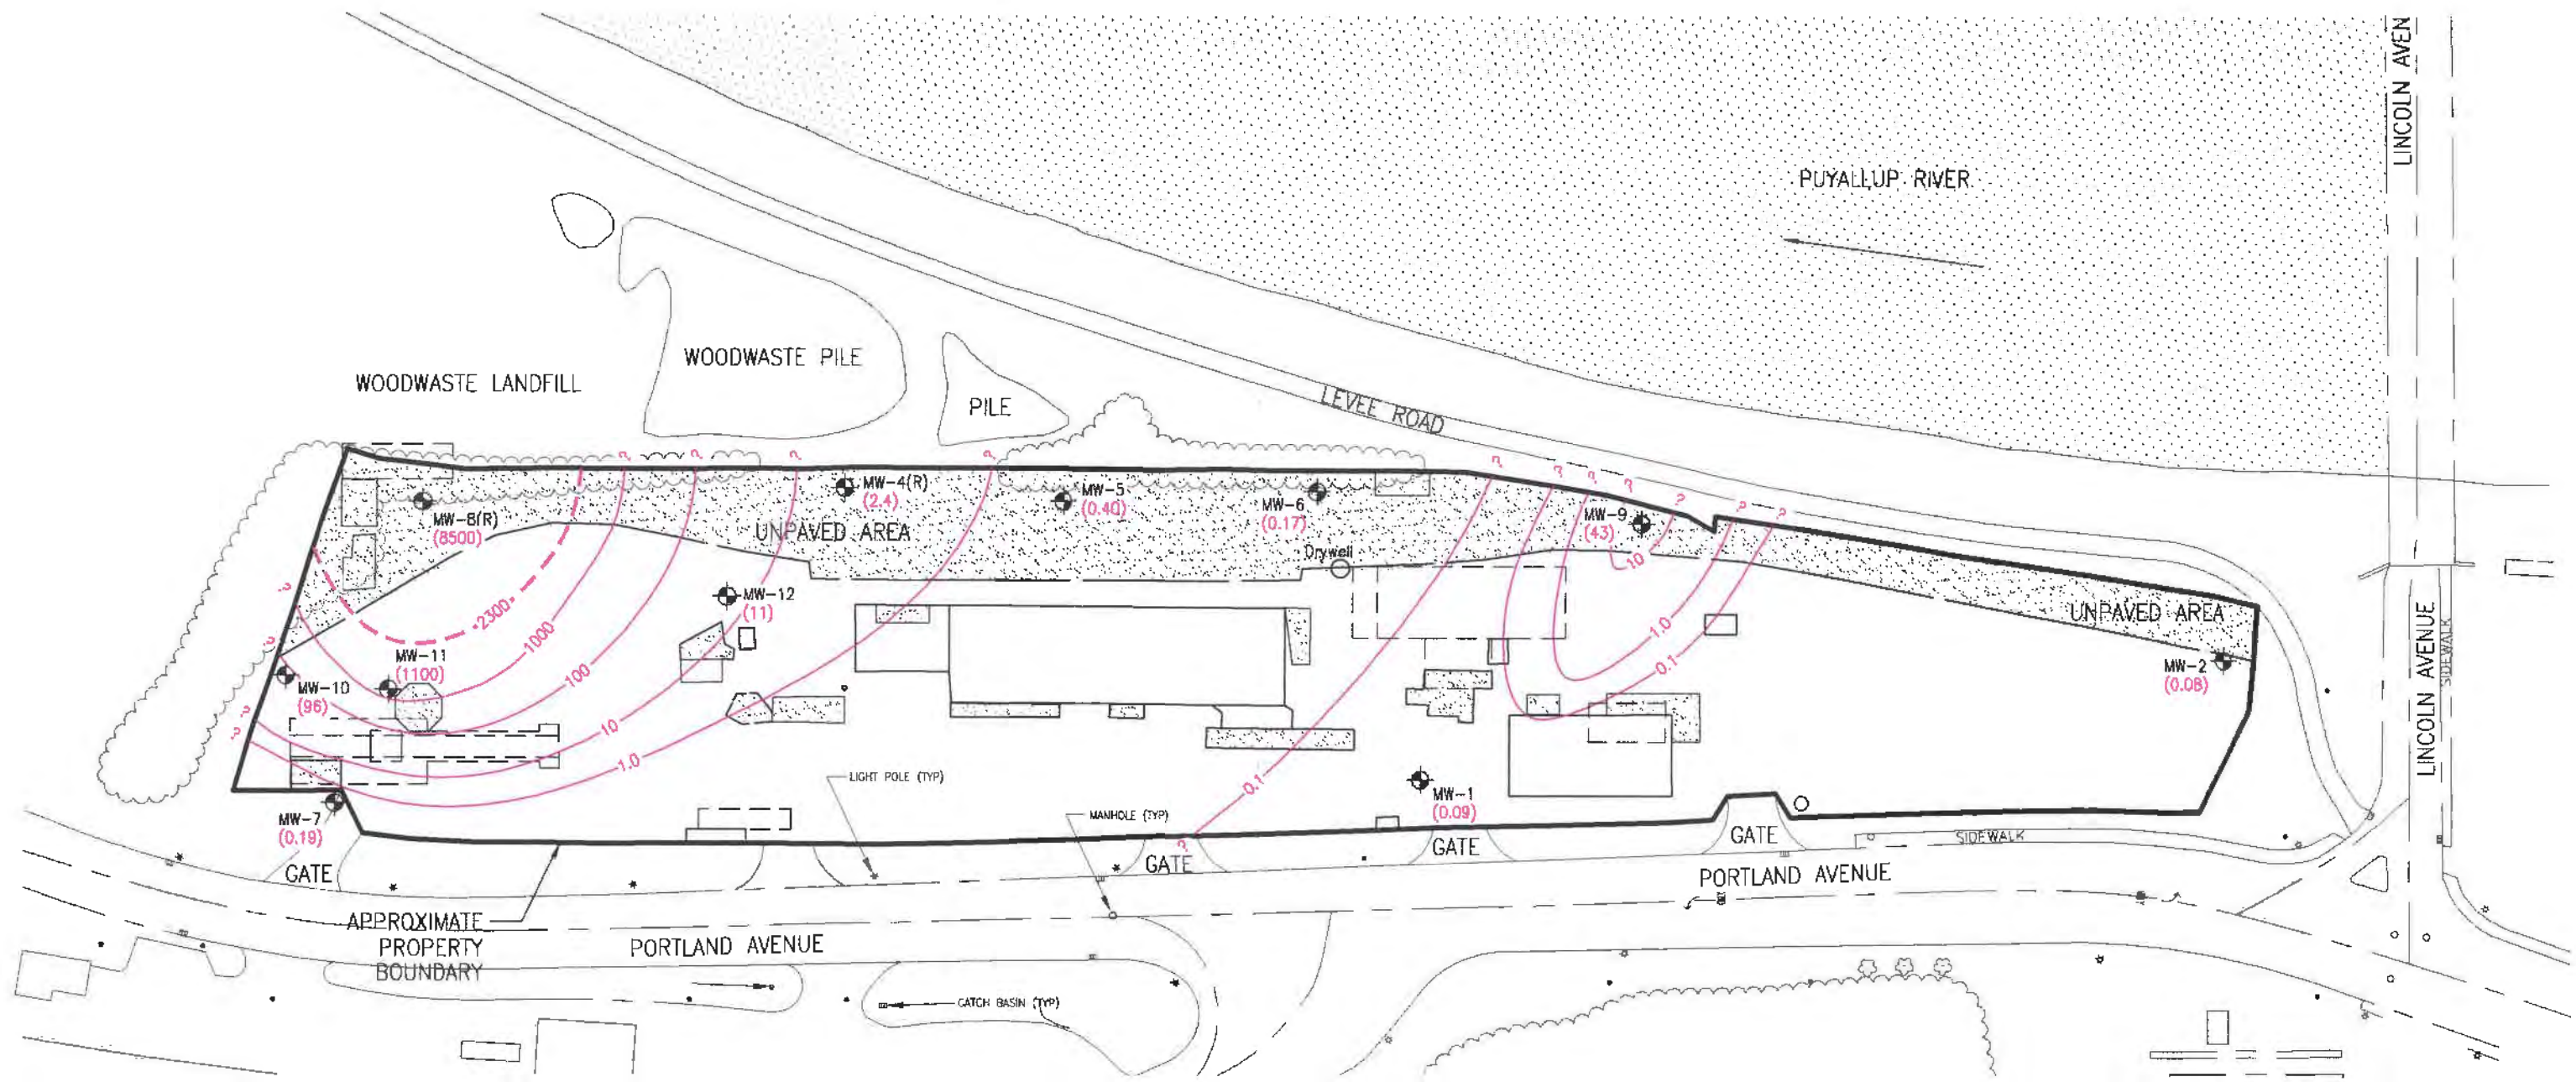 LINCOLN AVEN
PUYALLUP RIVER
WOODWASTE PILE
WOODWASTE LANDFILL
PILE
LEVEE ROAD
?
?
?
?
?
?
?
?
?
?
?
?
MW-4(R)
(2.4)
MW-5
(0.40)
MW-6
(0.17)
MW-9
(43)
MW-8(R)
(8500)
UNPAVED AREA
Drywell
10
?
MW-12
(11)
2300
1000
100
10
1.0
1.0
0.1
0.1
UNPAVED AREA
MW-2
(0.08)
LINCOLN AVENUE
SIDEWALK
?
MW-11
(1100)
MW-10
(96)
?
?
MW-7
(0.19)
LIGHT POLE (TYP)
MANHOLE (TYP)
MW-1
(0.09)
?
GATE
GATE
GATE
GATE
SIDEWALK
PORTLAND AVENUE
APPROXIMATE
PROPERTY
BOUNDARY
PORTLAND AVENUE
CATCH BASIN (TYP)